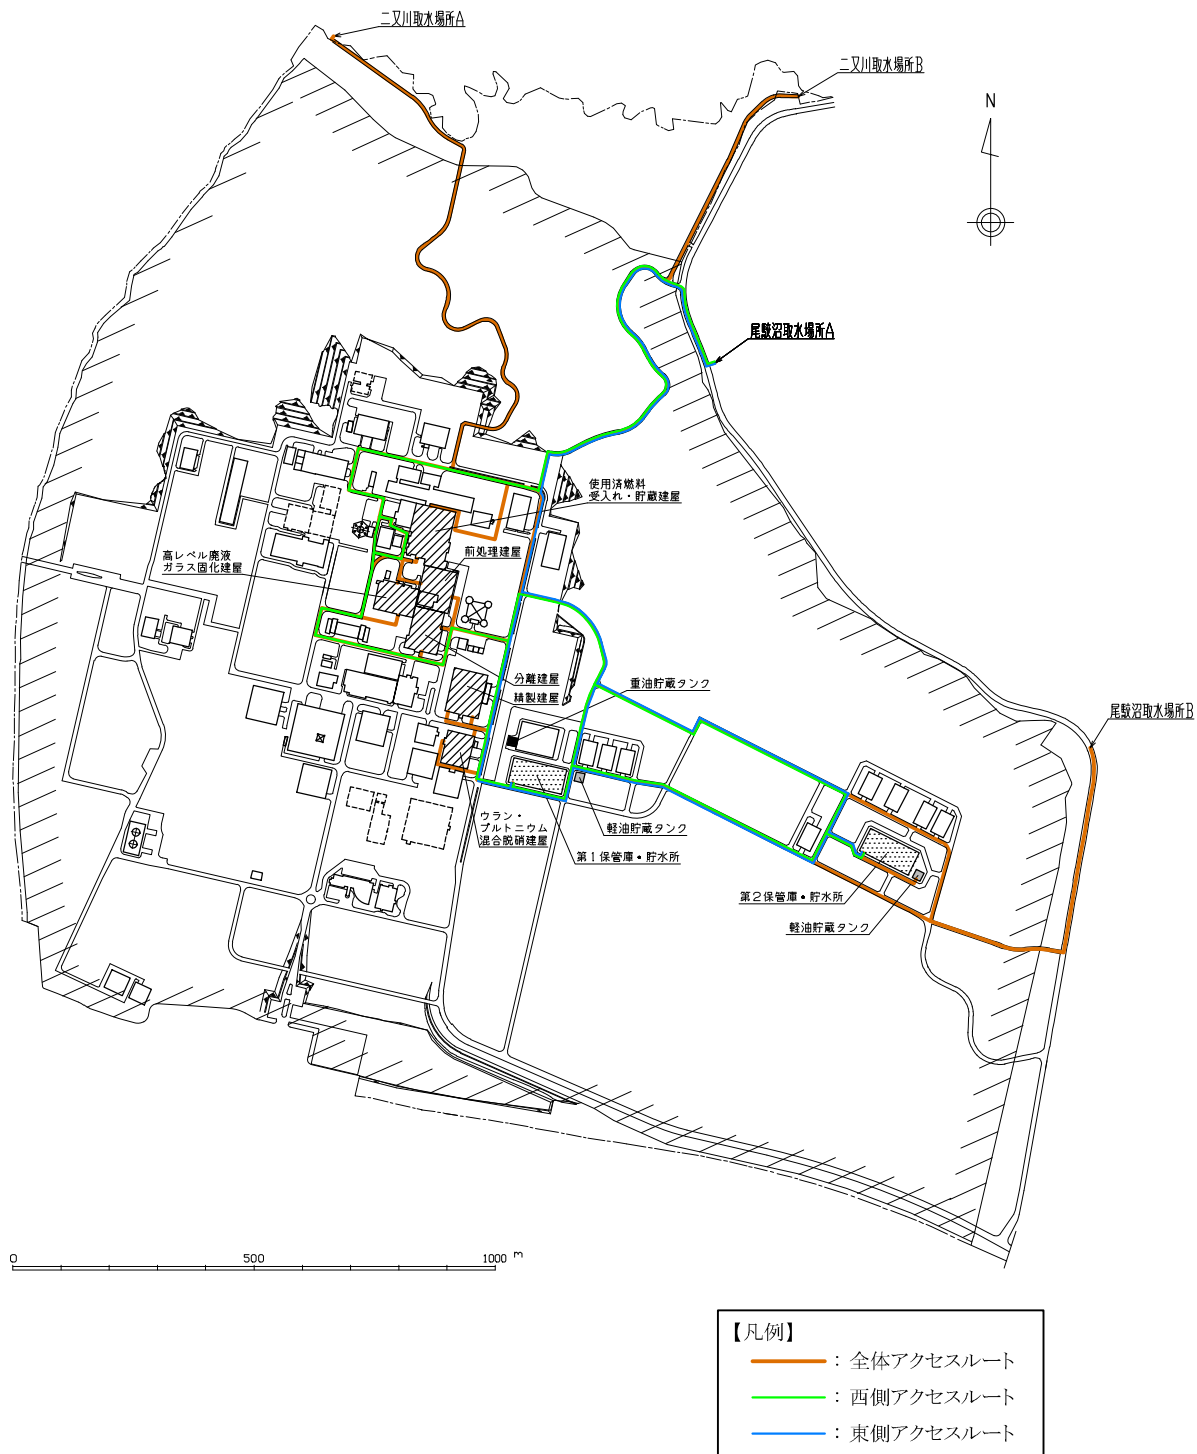 二又川取水場所A
二又川取水場所B
N
尾駮沼取水場所A
使用済燃料
受入れ・貯蔵建屋
高レベル廃液
ガラス固化建屋
前処理建屋
分離建屋
精製建屋
重油貯蔵タンク
尾駮沼取水場所B
ウラン・
プルトニウム
混合脱硝建屋
軽油貯蔵タンク
第1保管庫・貯水所
第2保管庫・貯水所
軽油貯蔵タンク
0 500 1000 m
【凡例】
：全体アクセスルート
：西側アクセスルート
：東側アクセスルート